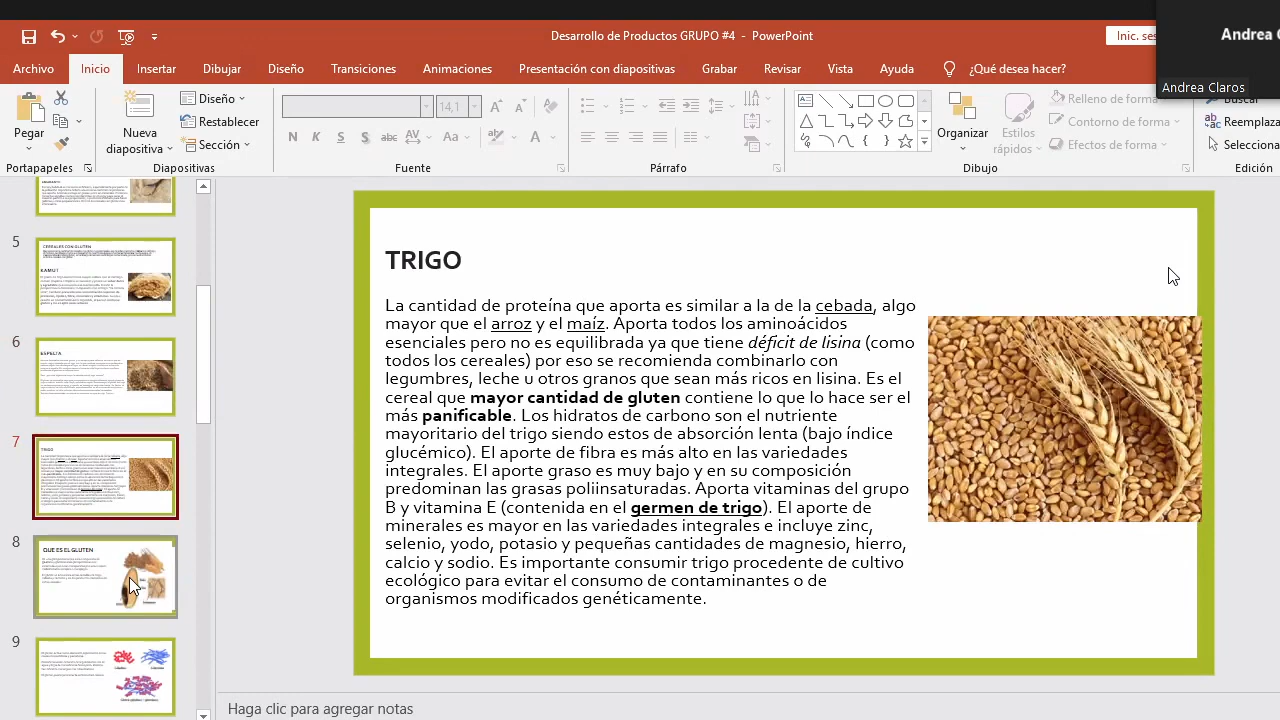 Desarrollo de Productos GRUPO #4 - PowerPoint
Inic. ses
Andrea C
Archivo Inicio Insertar Dibujar Diseño Transiciones Animaciones Presentación con diapositivas Grabar Revisar Vista Ayuda ¿Qué desea hacer?
Andrea Claros
Pegar
Nueva diapositiva
Diseño
Restablecer
Sección
14,1
N K S S abc AV Aa A
Organizar
Estilos rápidos
Relleno de forma
Contorno de forma
Efectos de forma
Buscar
Reemplaza
Selecciona
Portapapeles Diapositivas Fuente Párrafo Dibujo Edición
5
CEREALES CON GLUTEN
KAMUT
6
ESPELTA
7
TRIGO
8
QUE ES EL GLUTEN
9
TRIGO
La cantidad de proteína que aporta es similar a la de la cebada, algo
mayor que el arroz y el maíz. Aporta todos los aminoácidos
esenciales pero no es equilibrada ya que tiene déficit de lisina (como
todos los cereales) por eso se recomienda combinarlo con
legumbres, leche u otros granos que sean más ricos en lisina. Es el
cereal que mayor cantidad de gluten contiene lo que lo hace ser el
más panificable. Los hidratos de carbono son el nutriente
mayoritario del trigo siendo estos de absorción lenta (bajo índice
glucémico). El aporte de fibra es más alto en las variedades
integrales. El aporte graso es muy bajo y en su composición
predominan las grasas poliinsaturadas. Aporta vitaminas del grupo
B y vitamina E (contenida en el germen de trigo). El aporte de
minerales es mayor en las variedades integrales e incluye zinc,
selenio, yodo, potasio y pequeñas cantidades de magnesio, hierro,
calcio y sodio. Es importante consumir trigo procedente de cultivo
ecológico para evitar el consumo de contaminantes o de
organismos modificados genéticamente.
Haga clic para agregar notas